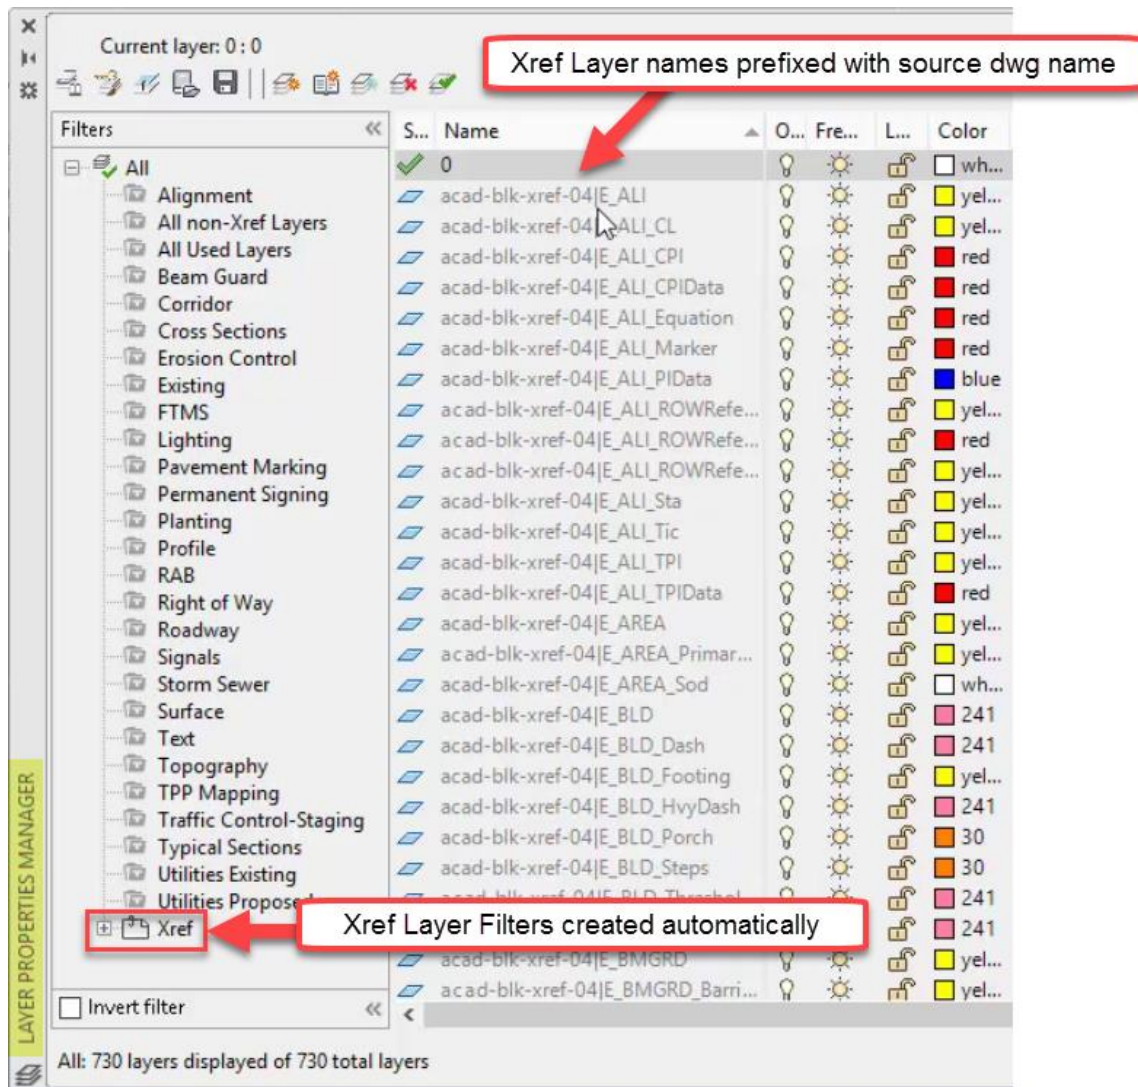 Current layer: 0 : 0
Xref Layer names prefixed with source dwg name
Filters
All
Alignment
All non-Xref Layers
All Used Layers
Beam Guard
Corridor
Cross Sections
Erosion Control
Existing
FTMS
Lighting
Pavement Marking
Permanent Signing
Planting
Profile
RAB
Right of Way
Roadway
Signals
Storm Sewer
Surface
Text
Topography
TPP Mapping
Traffic Control-Staging
Typical Sections
Utilities Existing
Utilities Propose
Xref
Invert filter
S... Name O... Fre... L... Color
0 wh...
acad-blk-xref-04|E_ALI yel...
acad-blk-xref-04 ALI_CL yel...
acad-blk-xref-04|E_ALI_CPI red
acad-blk-xref-04|E_ALI_CPIData red
acad-blk-xref-04|E_ALI_Equation red
acad-blk-xref-04|E_ALI_Marker red
acad-blk-xref-04|E_ALI_PIData blue
acad-blk-xref-04|E_ALI_ROWRefe... yel...
acad-blk-xref-04|E_ALI_ROWRefe... red
acad-blk-xref-04|E_ALI_ROWRefe... yel...
acad-blk-xref-04|E_ALI_Sta yel...
acad-blk-xref-04|E_ALI_Tic yel...
acad-blk-xref-04|E_ALI_TPI yel...
acad-blk-xref-04|E_ALI_TPIData red
acad-blk-xref-04|E_AREA yel...
acad-blk-xref-04|E_AREA_Primar... yel...
acad-blk-xref-04|E_AREA_Sod wh...
acad-blk-xref-04|E_BLD 241
acad-blk-xref-04|E_BLD_Dash 241
acad-blk-xref-04|E_BLD_Footing yel...
acad-blk-xref-04|E_BLD_HvyDash 241
acad-blk-xref-04|E_BLD_Porch 30
acad-blk-xref-04|E_BLD_Steps 30
241
241
acad-blk-xref-04|E_BMGRD yel...
acad-blk-xref-04|E_BMGRD_Barri... yel...
Xref Layer Filters created automatically
LAYER PROPERTIES MANAGER
All: 730 layers displayed of 730 total layers